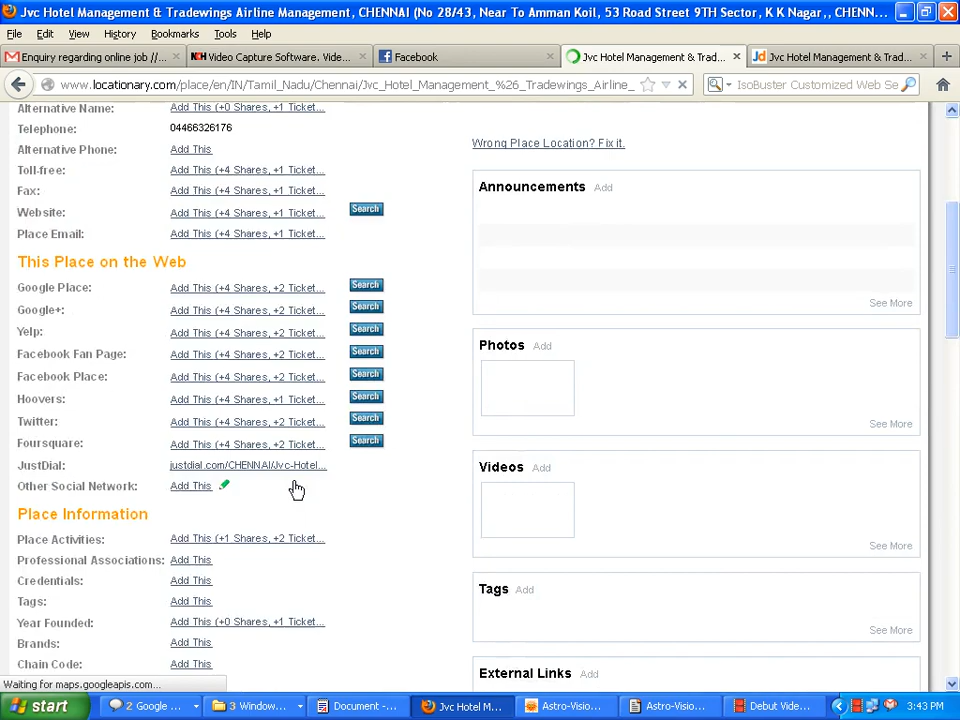 Jvc Hotel Management & Tradewings Airline Management, CHENNAI (No 28/43, Near To Amman Koil, 53 Road Street 9TH Sector, K K Nagar,, CHENN...
File Edit View History Bookmarks Tools Help
Enquiry regarding online job //... × NCH Video Capture Software. Video... × Facebook × Jvc Hotel Management & Trad... × Jd Jvc Hotel Management & Trad... × +
www.locationary.com/place/en/IN/Tamil_Nadu/Chennai/Jvc_Hotel_Management_%26_Tradewings_Airline_ IsoBuster Customized Web Se
Alternative Name: Add This (+0 Shares, +1 Ticket...
Telephone: 04466326176
Alternative Phone: Add This
Wrong Place Location? Fix it.
Toll-free: Add This (+4 Shares, +1 Ticket...
Fax: Add This (+4 Shares, +1 Ticket...
Announcements Add
Website: Add This (+4 Shares, +1 Ticket... Search
Place Email: Add This (+4 Shares, +1 Ticket...
This Place on the Web
Google Place: Add This (+4 Shares, +2 Ticket... Search
See More
Google+: Add This (+4 Shares, +2 Ticket... Search
Yelp: Add This (+4 Shares, +2 Ticket... Search
Photos Add
Facebook Fan Page: Add This (+4 Shares, +2 Ticket... Search
Facebook Place: Add This (+4 Shares, +2 Ticket... Search
Hoovers: Add This (+4 Shares, +1 Ticket... Search
Twitter: Add This (+4 Shares, +2 Ticket... Search
See More
Foursquare: Add This (+4 Shares, +2 Ticket... Search
JustDial: justdial.com/CHENNAI/Jvc-Hotel...
Videos Add
Other Social Network: Add This
Place Information
Place Activities: Add This (+1 Shares, +2 Ticket...
See More
Professional Associations: Add This
Credentials: Add This
Tags Add
Tags: Add This
Year Founded: Add This (+0 Shares, +1 Ticket...
See More
Brands: Add This
Chain Code: Add This
External Links Add
Waiting for maps.googleapis.com...
start 2 Google ... 3 Window... Document -... Jvc Hotel M... Astro-Visio... Astro-Visio... Debut Vide... 3:43 PM